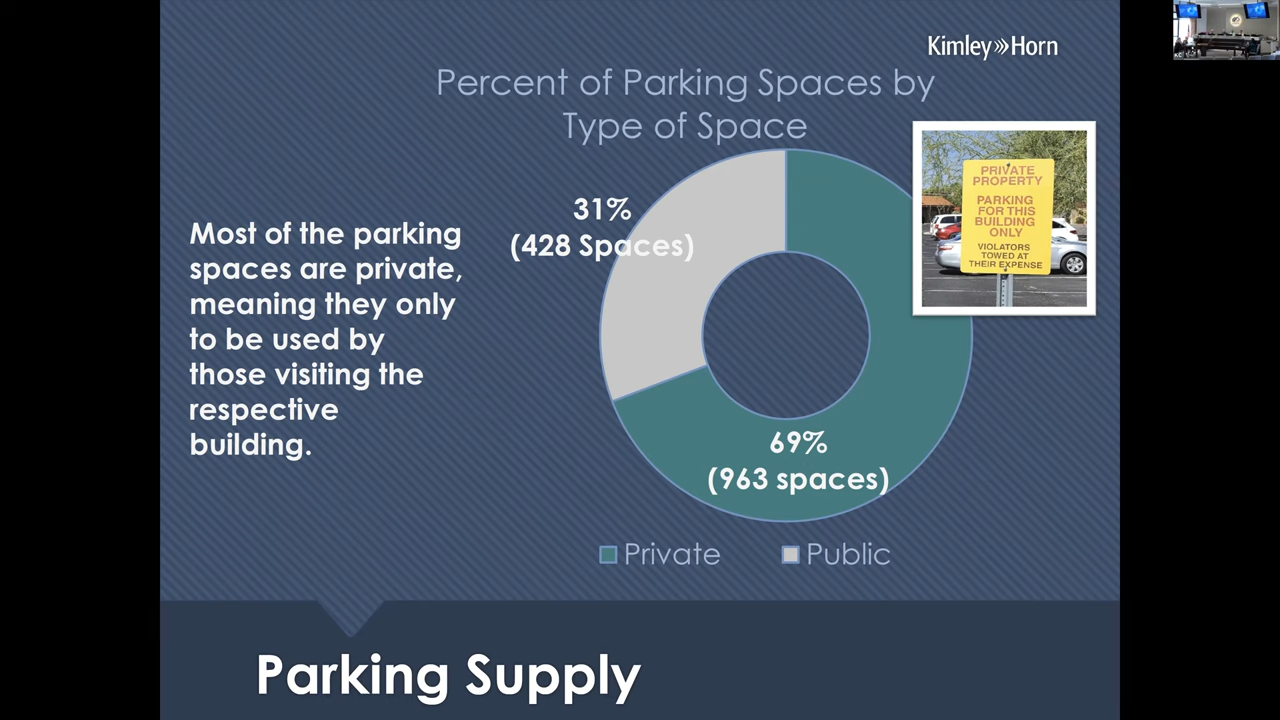 Kimley»Horn
Percent of Parking Spaces by
Type of Space
Most of the parking
spaces are private,
meaning they only
to be used by
those visiting the
respective
building.
31%
(428 Spaces)
PRIVATE
PROPERTY
PARKING
FOR THIS
BUILDING
ONLY
VIOLATORS
TOWED AT
THEIR EXPENSE
69%
(963 spaces)
Private
Public
Parking Supply